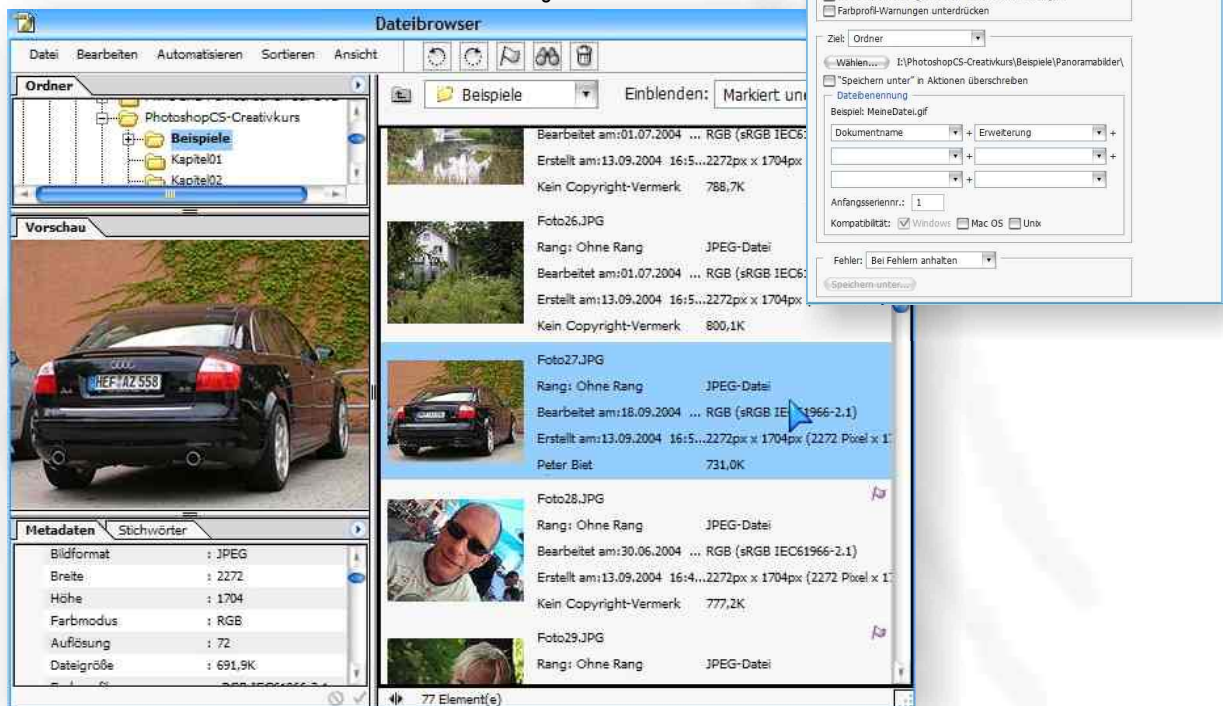 Dateibrowser
Datei Bearbeiten Automatisieren Sortieren Ansicht
Ordner
PhotoshopCS-Creativkurs
Beispiele
Kapitel01
Kapitel02
Vorschau
HEF AZ 558
Metadaten Stichwörter
Bildformat : JPEG
Breite : 2272
Höhe : 1704
Farbmodus : RGB
Auflösung : 72
Dateigröße : 691,9K
Beispiele Einblenden: Markiert
Bearbeitet am:01.07.2004 ... RGB (sRGB
Erstellt am:13.09.2004 16:5...2272px x 1704px
Kein Copyright-Vermerk 788,7K
Foto26.JPG
Rang: Ohne Rang JPEG-Datei
Bearbeitet am:01.07.2004 ... RGB (sRGB
Erstellt am:13.09.2004 16:5...2272px x 1704px
Kein Copyright-Vermerk 800,1K
Foto27.JPG
Rang: Ohne Rang JPEG-Datei
Bearbeitet am:18.09.2004 ... RGB (sRGB 1966-2.1)
Erstellt am:13.09.2004 16:5...2272px x 1704px (2272 Pixel x
Peter Biet 731,0K
Foto28.JPG
Rang: Ohne Rang JPEG-Datei
Bearbeitet am:30.06.2004 ... RGB (sRGB IEC61966-2.1)
Erstellt am:13.09.2004 16:4...2272px x 1704px (2272 Pixel x
Kein Copyright-Vermerk 777,2K
Foto29.JPG
Rang: Ohne Rang JPEG-Datei
77 Element(e)
Farbprofil-Warnungen unterdrücken
Ziel: Ordner
Wählen... I:\PhotoshopCS-Creativkurs\Beispiele\Panoramabilder\
"Speichern unter" in Aktionen überschreiben
Dateibenennung
Beispiel: MeineDatei.gif
Dokumentname + Erweiterung +
+ +
+
Anfangsseriennr.: 1
Kompatibilität: Windows Mac OS Unix
Fehler: Bei Fehlern anhalten
Speichern unter...